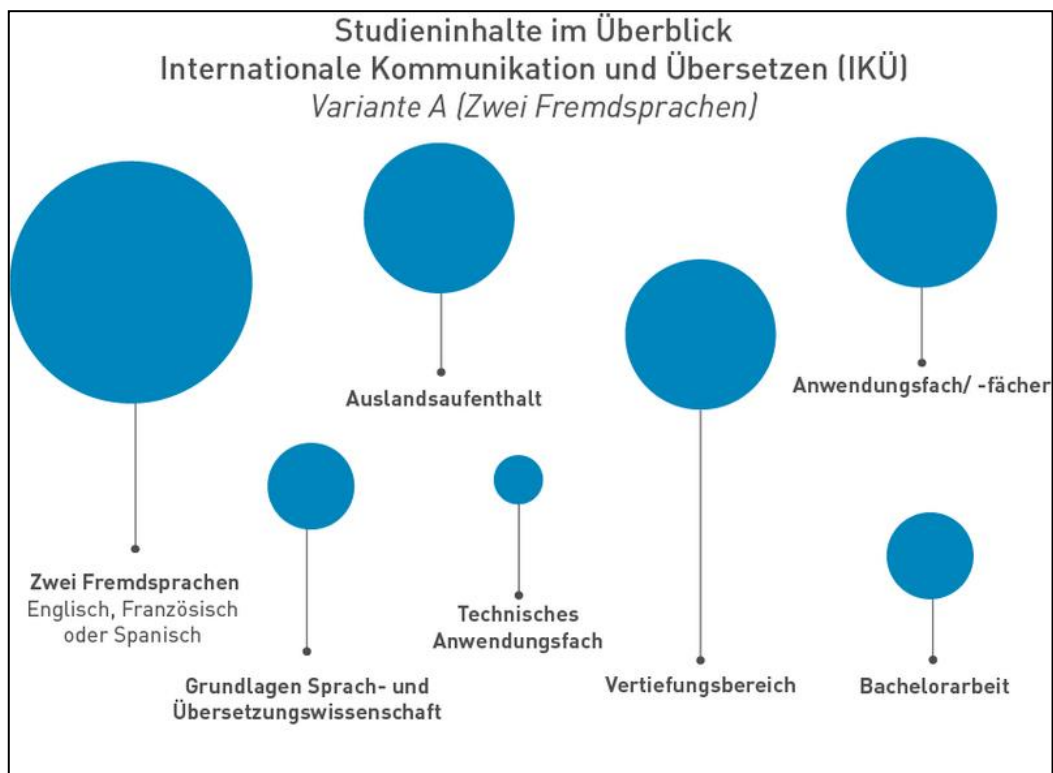 Studieninhalte im Überblick
Internationale Kommunikation und Übersetzen (IKÜ)
Variante A (Zwei Fremdsprachen)
Auslandsaufenthalt
Anwendungsfach/ -fächer
Zwei Fremdsprachen
Englisch, Französisch
oder Spanisch
Grundlagen Sprach- und
Übersetzungswissenschaft
Technisches
Anwendungsfach
Vertiefungsbereich
Bachelorarbeit